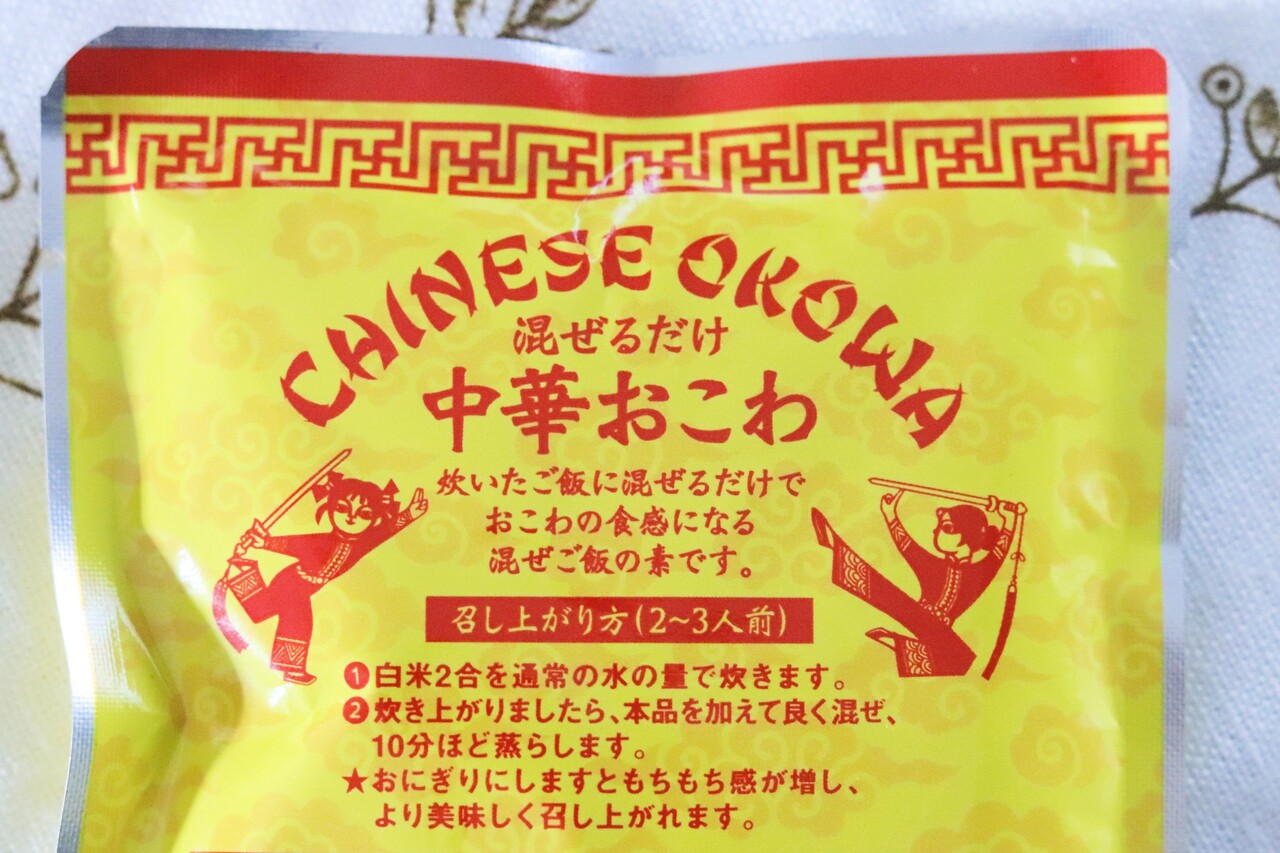 CHINESE OKOWA
混ぜるだけ
中華おこわ
炊いたご飯に混ぜるだけで
おこわの食感になる
混ぜご飯の素です。
召し上がり方(2~3人前)
❶白米2合を通常の水の量で炊きます。
❷炊き上がりましたら、本品を加えて良く混ぜ、
10分ほど蒸らします。
★おにぎりにしますともちもち感が増し、
より美味しく召し上がれます。